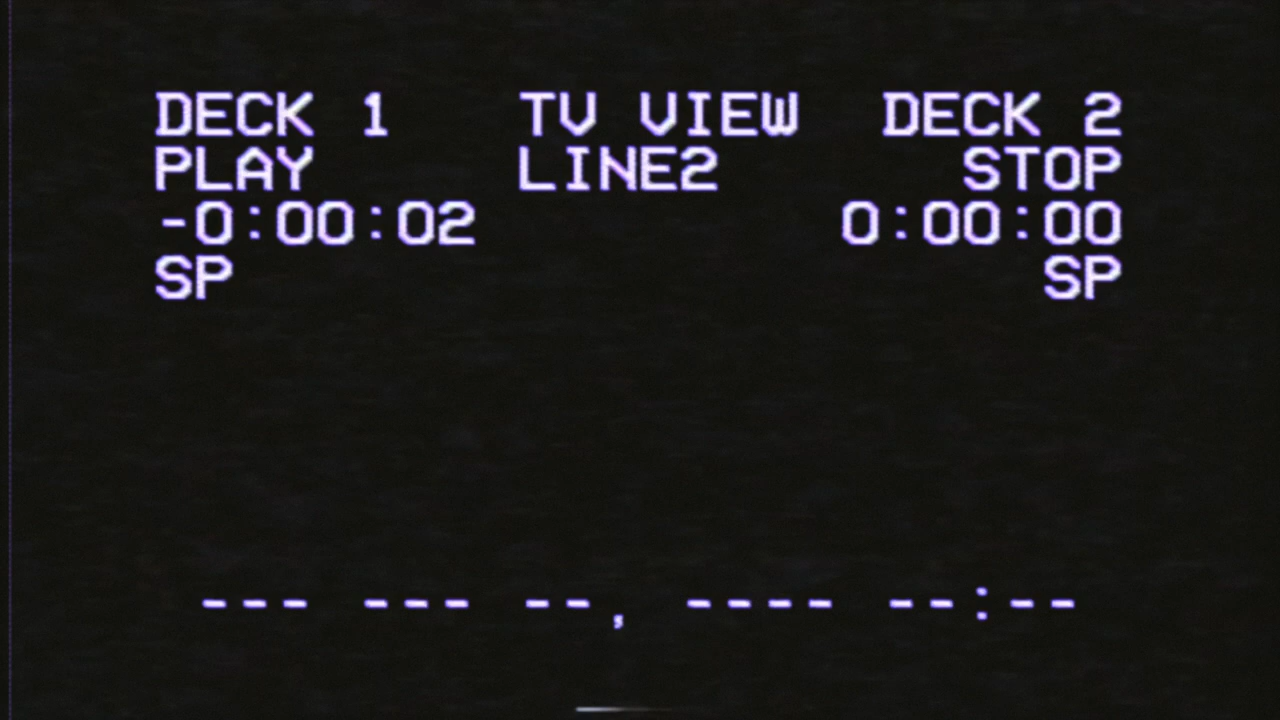 DECK 1 TV VIEW DECK 2
PLAY LINE2 STOP
-0:00:02 0:00:00
SP SP
--- --- --, ---- --:--